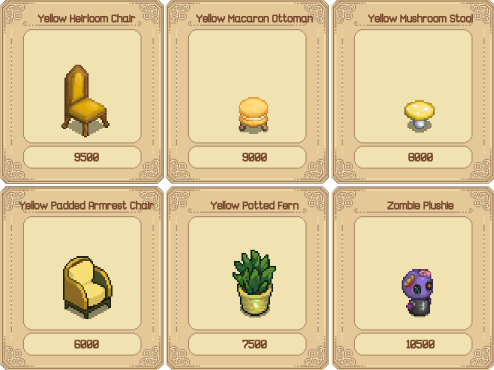 Yellow Heirloom Chair
Yellow Macaron Ottoman
Yellow Mushroom Stool
9500
9000
8000
Yellow Padded Armrest Chair
Yellow Potted Fern
Zombie Plushie
6000
7500
10500